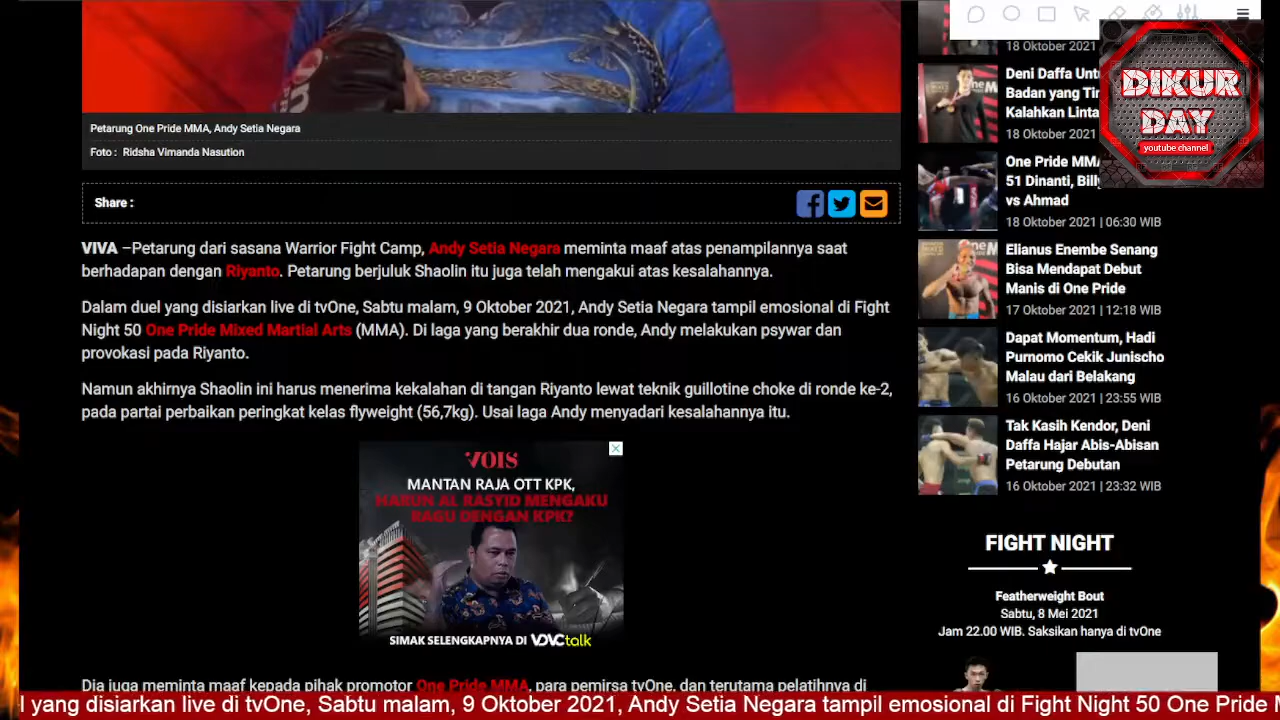 Petarung One Pride MMA, Andy Setia Negara
Foto : Ridsha Vimanda Nasution
Share :
VIVA –Petarung dari sasana Warrior Fight Camp, Andy Setia Negara meminta maaf atas penampilannya saat
berhadapan dengan Riyanto. Petarung berjuluk Shaolin itu juga telah mengakui atas kesalahannya.
Dalam duel yang disiarkan live di tvOne, Sabtu malam, 9 Oktober 2021, Andy Setia Negara tampil emosional di Fight
Night 50 One Pride Mixed Martial Arts (MMA). Di laga yang berakhir dua ronde, Andy melakukan psywar dan
provokasi pada Riyanto.
Namun akhirnya Shaolin ini harus menerima kekalahan di tangan Riyanto lewat teknik guillotine choke di ronde ke-2,
pada partai perbaikan peringkat kelas flyweight (56,7kg). Usai laga Andy menyadari kesalahannya itu.
VOIS
MANTAN RAJA OTT KPK,
HARUN AL RASYID MENGAKU
RAGU DENGAN KPK?
SIMAK SELENGKAPNYA DI VDVC talk
Dia juga meminta maaf kepada pihak promotor One Pride MMA, para pemirsa tvOne, dan terutama pelatihnya di
18 Oktober 2021
Deni Daffa Untu
Badan yang Tin
Kalahkan Linta
18 Oktober 2021
One Pride MMA
51 Dinanti, Billy
vs Ahmad
18 Oktober 2021 | 06:30 WIB
Elianus Enembe Senang
Bisa Mendapat Debut
Manis di One Pride
17 Oktober 2021 | 12:18 WIB
Dapat Momentum, Hadi
Purnomo Cekik Junischo
Malau dari Belakang
16 Oktober 2021 | 23:55 WIB
Tak Kasih Kendor, Deni
Daffa Hajar Abis-Abisan
Petarung Debutan
16 Oktober 2021 | 23:32 WIB
FIGHT NIGHT
Featherweight Bout
Sabtu, 8 Mei 2021
Jam 22.00 WIB. Saksikan hanya di tvOne
DIKUR
DAY
youtube channel
l yang disiarkan live di tvOne, Sabtu malam, 9 Oktober 2021, Andy Setia Negara tampil emosional di Fight Night 50 One Pride